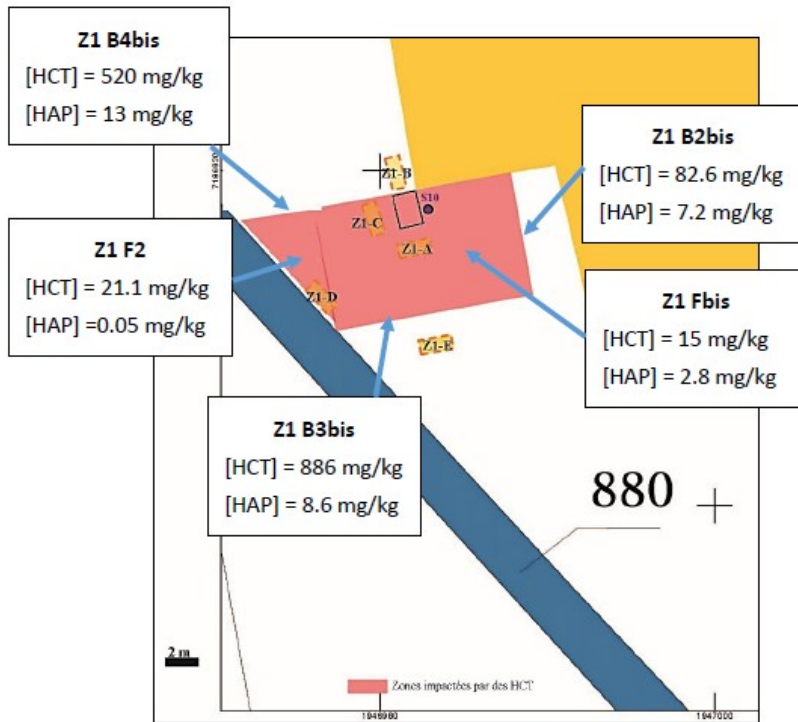 Z1 B4bis
[HCT] = 520 mg/kg
[HAP] = 13 mg/kg
Z1 B2bis
[HCT] = 82.6 mg/kg
[HAP] = 7.2 mg/kg
Z1 F2
[HCT] = 21.1 mg/kg
[HAP] =0.05 mg/kg
Z1 Fbis
[HCT] = 15 mg/kg
[HAP] = 2.8 mg/kg
Z1 B3bis
[HCT] = 886 mg/kg
[HAP] = 8.6 mg/kg
Z1-B
S10
Z1-C
Z1-A
Z1-D
Z1-E
880
2 m
Zones impactées par des HCT
1946980
1947000